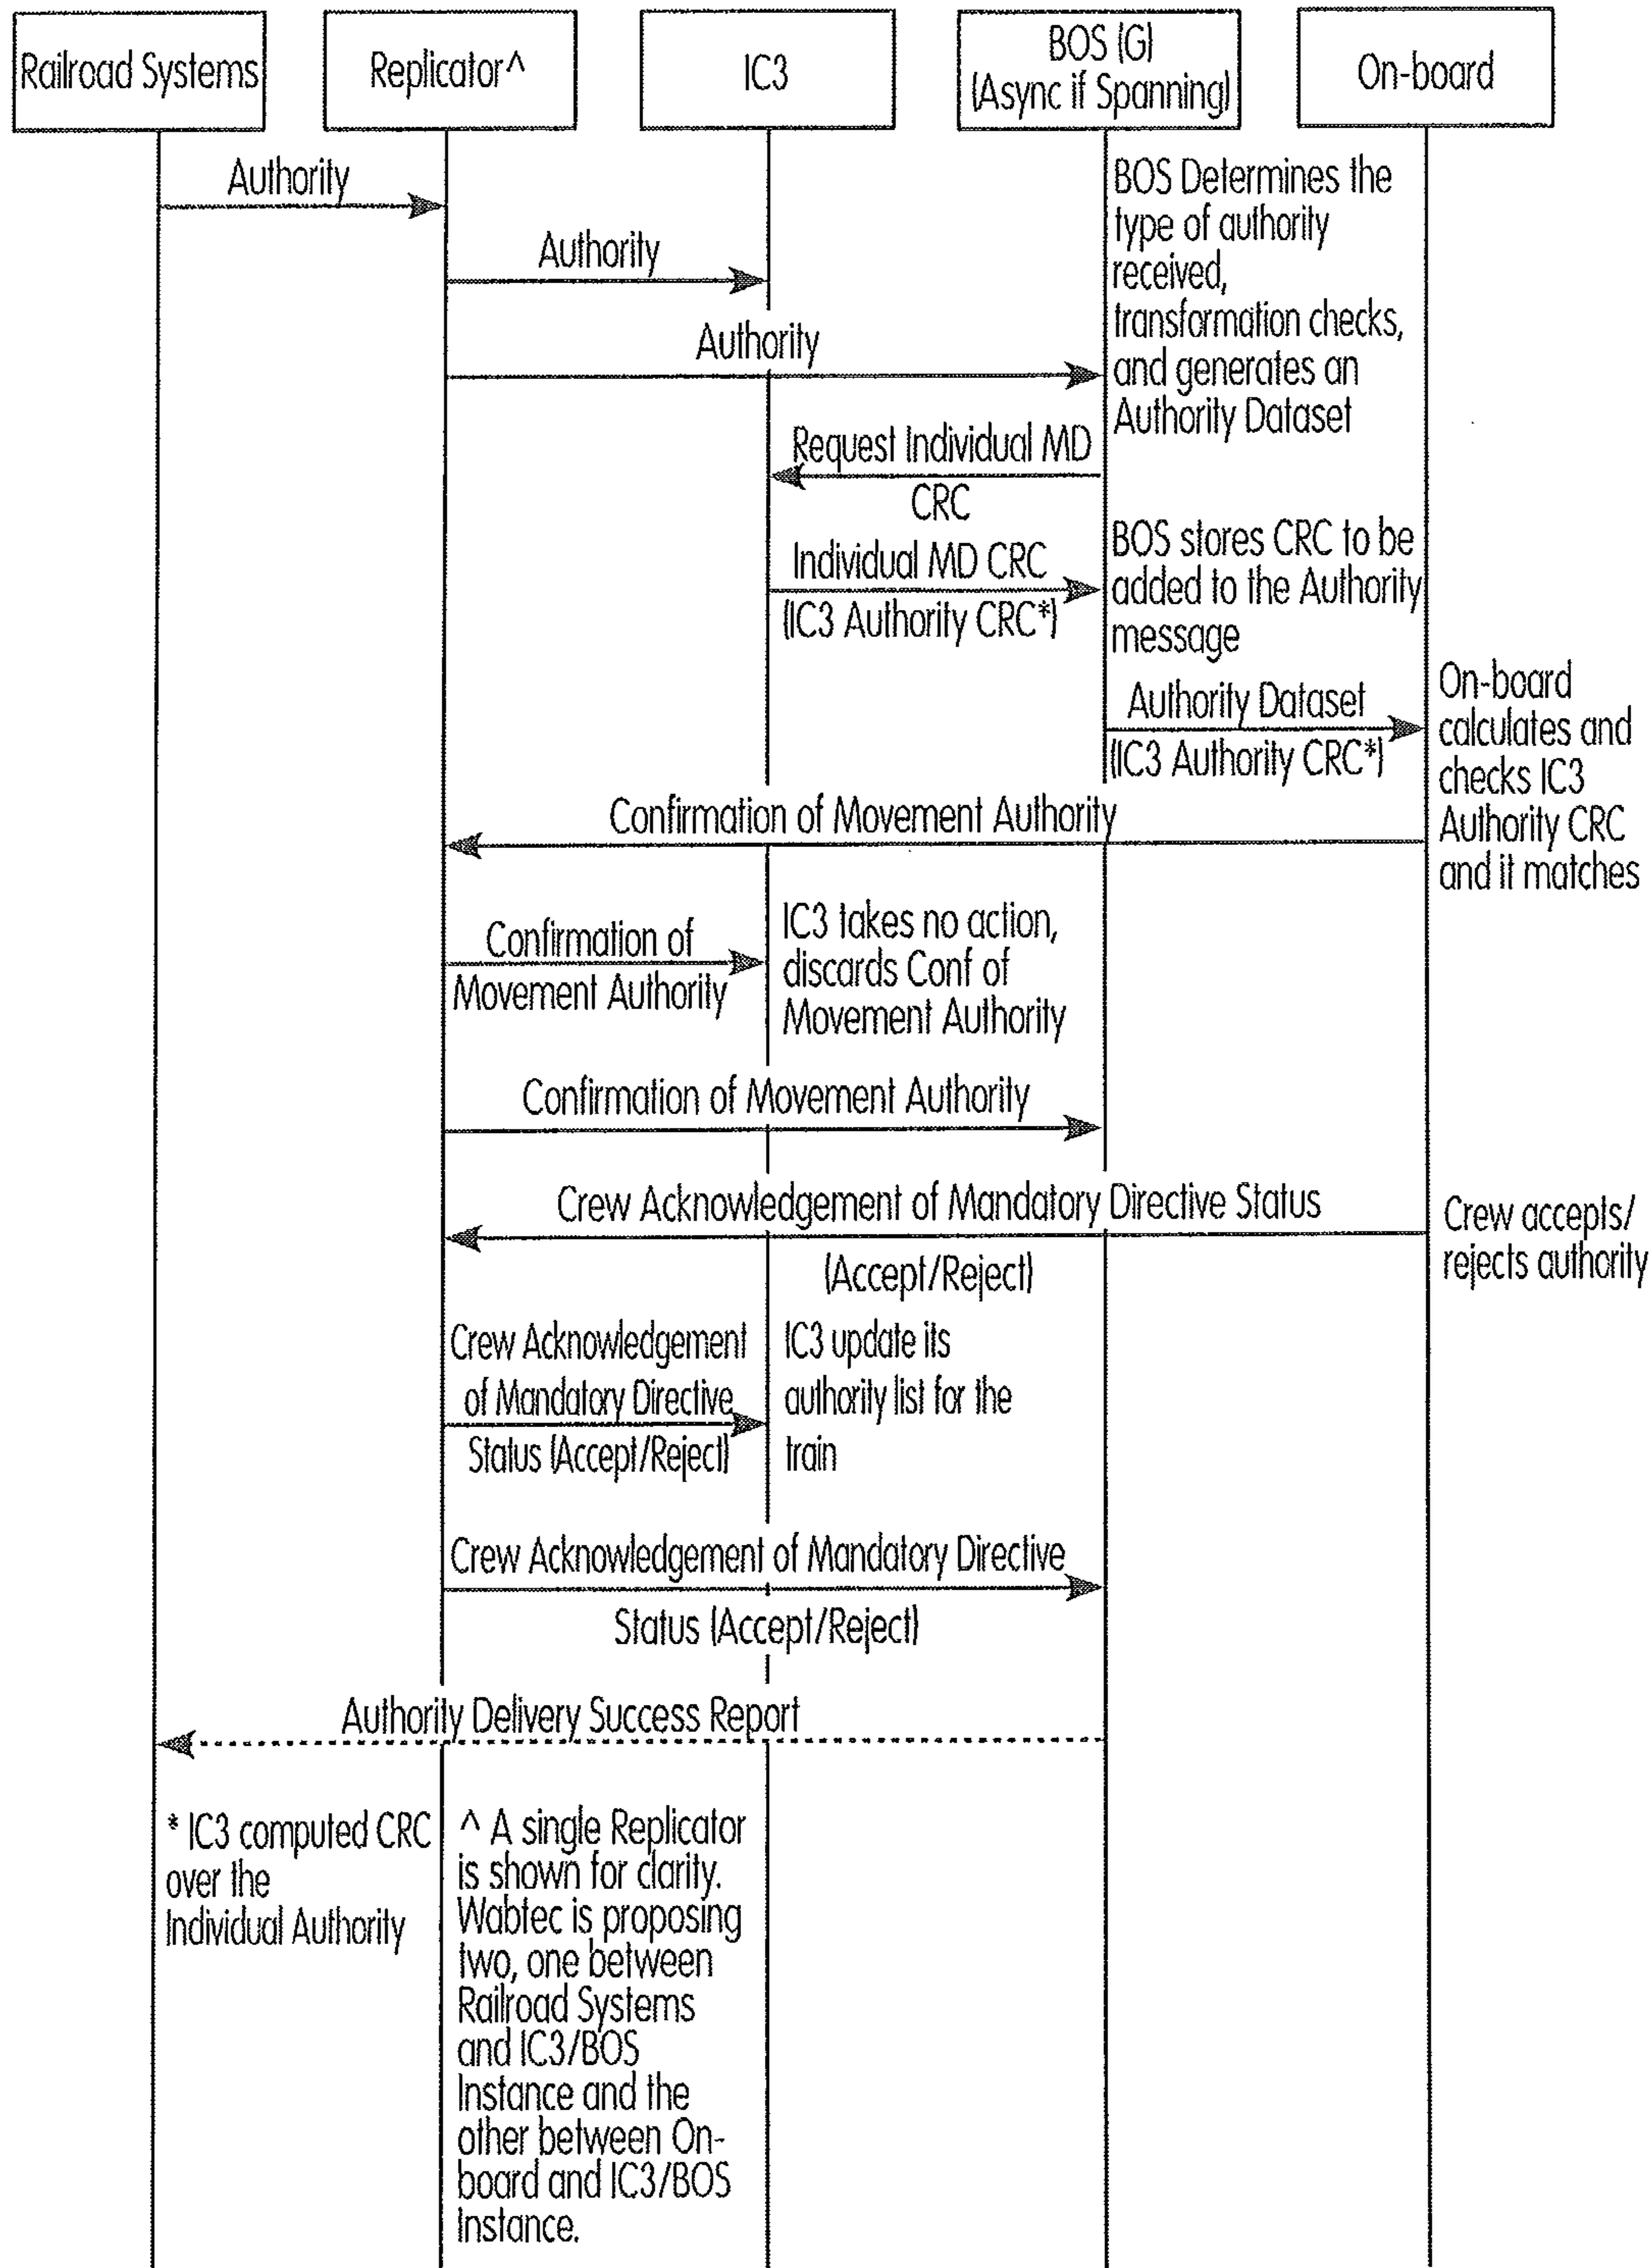 Railroad Systems
Replicator^
IC3
BOS (G)
(Async if Spanning)
On-board
Authority
BOS Determines the
type of authority
received,
transformation checks,
and generates an
Authority Dataset
Authority
Authority
Request Individual MD
CRC
Individual MD CRC
(IC3 Authority CRC*)
BOS stores CRC to be
added to the Authority
message
Authority Dataset
(IC3 Authority CRC*)
On-board
calculates and
checks IC3
Authority CRC
and it matches
Confirmation of Movement Authority
Confirmation of
Movement Authority
IC3 takes no action,
discards Conf of
Movement Authority
Confirmation of Movement Authority
Crew Acknowledgement of Mandatory Directive Status
(Accept/Reject)
Crew accepts/
rejects authority
Crew Acknowledgement
of Mandatory Directive
Status (Accept/Reject)
IC3 update its
authority list for the
train
Crew Acknowledgement of Mandatory Directive
Status (Accept/Reject)
Authority Delivery Success Report
* IC3 computed CRC
over the
Individual Authority
^ A single Replicator
is shown for clarity.
Wabtec is proposing
two, one between
Railroad Systems
and IC3/BOS
Instance and the
other between On-
board and IC3/BOS
Instance.